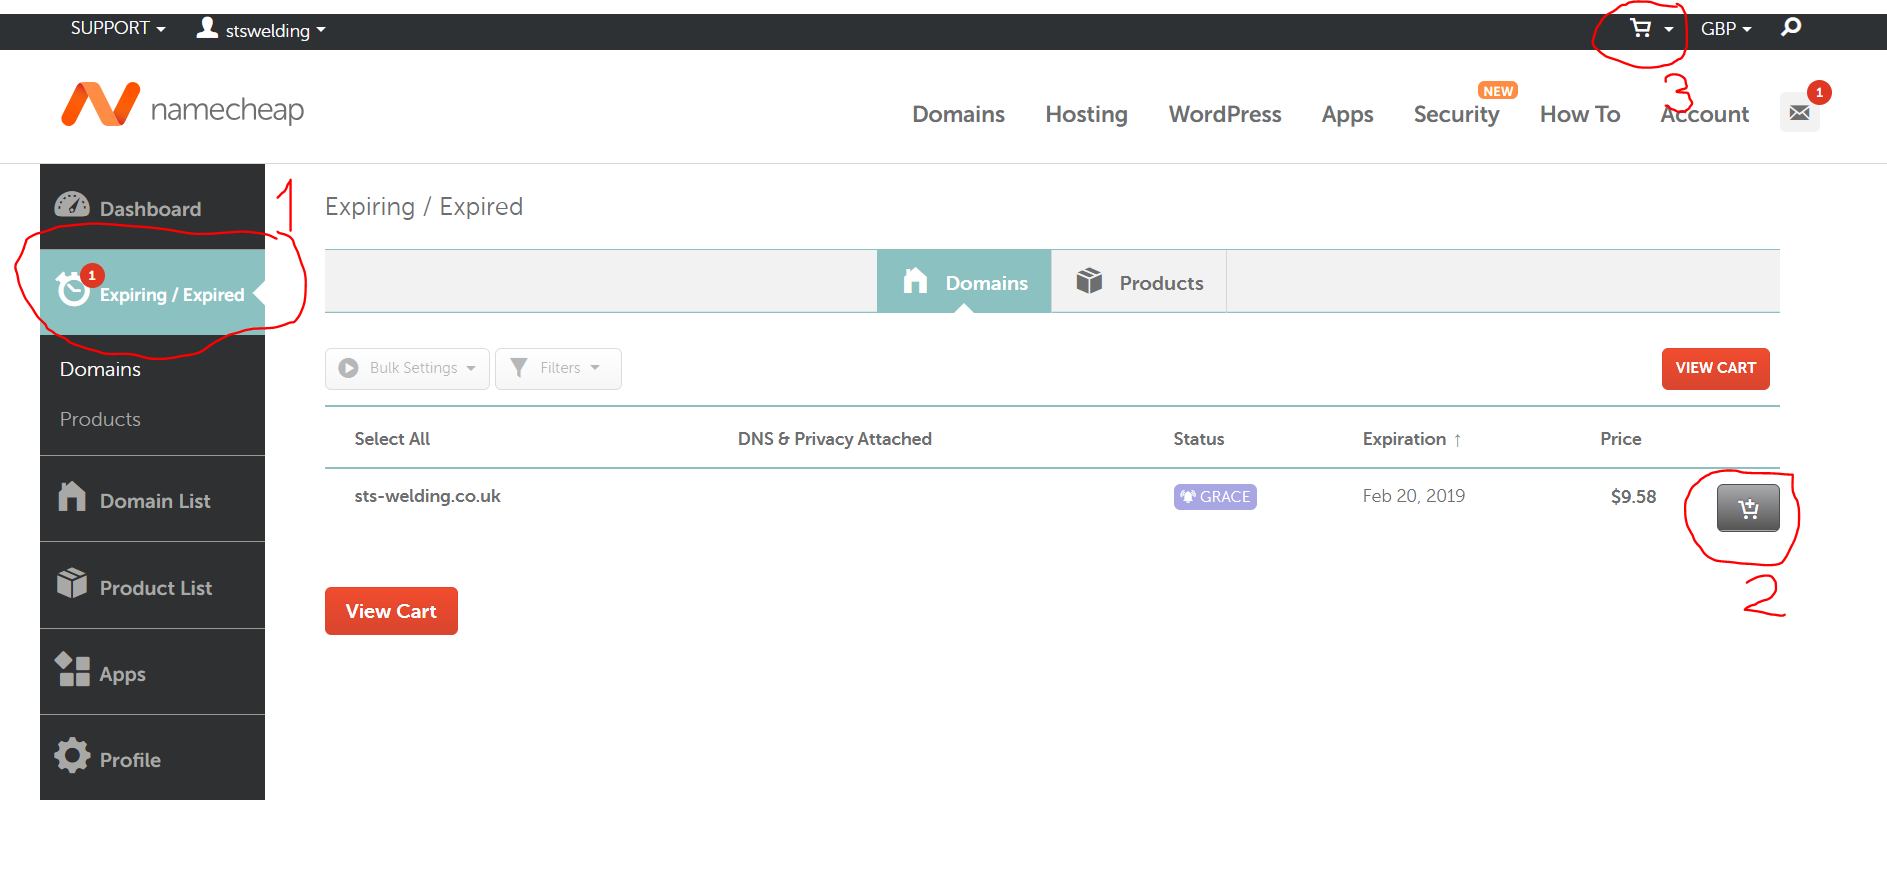 SUPPORT stswelding GBP
3
namecheap Domains Hosting WordPress Apps Security NEW How To Account 1
Dashboard
1
Expiring / Expired
1 Expiring / Expired
Domains Products
Domains
Products
Bulk Settings Filters VIEW CART
Select All DNS & Privacy Attached Status Expiration ↑ Price
sts-welding.co.uk GRACE Feb 20, 2019 $9.58
2
View Cart
Domain List
Product List
Apps
Profile